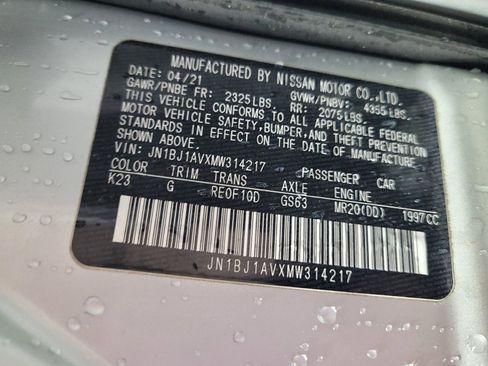 MANUFACTURED BY NISSAN MOTOR CO.,LTD.
DATE: 04/21 GVWR/PNBV: 4355LBS.
GAWR/PNBE FR: 2325LBS. RR: 2075LBS.
THIS VEHICLE CONFORMS TO ALL APPLICABLE FEDERAL
MOTOR VEHICLE SAFETY,BUMPER,AND THEFT PREVENTION
STANDARDS IN EFFECT ON THE DATE OF MANUFACTURE
SHOWN ABOVE.
VIN: JN1BJ1AVXMW314217 PASSENGER CAR
COLOR TRIM TRANS AXLE ENGINE
K23 G RE0F10D GS63 MR20(DD) 1997CC
JN1BJ1AVXMW314217